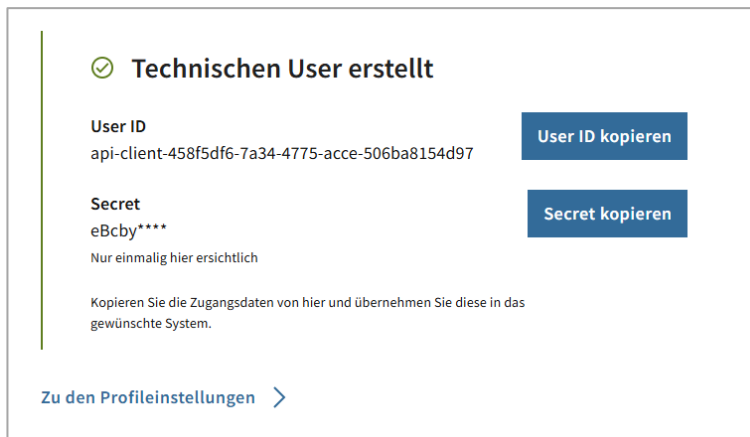 Technischen User erstellt
User ID
api-client-458f5df6-7a34-4775-acce-506ba8154d97
User ID kopieren
Secret
eBcby****
Secret kopieren
Nur einmalig hier ersichtlich
Kopieren Sie die Zugangsdaten von hier und übernehmen Sie diese in das
gewünschte System.
Zu den Profileinstellungen